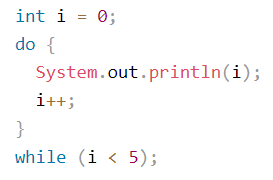 int i = 0;
do {
  System.out.println(i);
  i++;
}
while (i < 5);